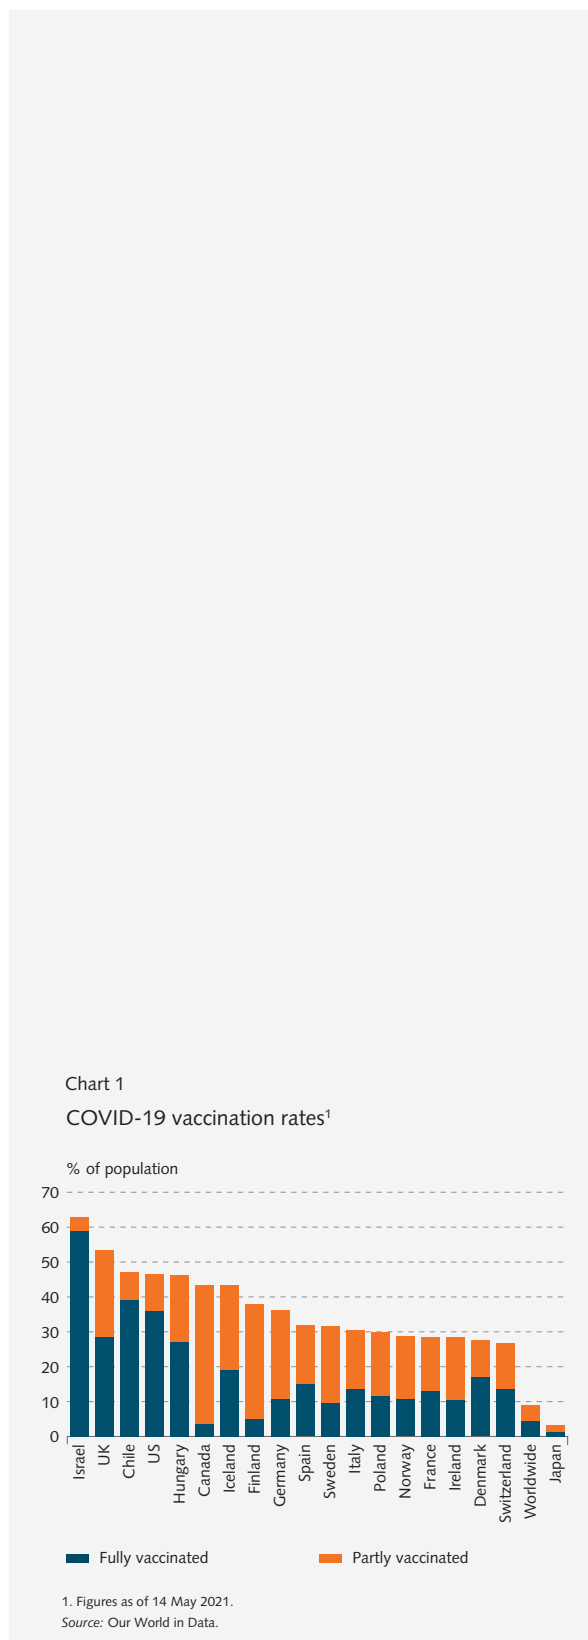 Chart 1
COVID-19 vaccination rates¹
% of population
70
60
50
40
30
20
10
0
Israel
UK
Chile
US
Hungary
Canada
Iceland
Finland
Germany
Spain
Sweden
Italy
Poland
Norway
France
Ireland
Denmark
Switzerland
Worldwide
Japan
Fully vaccinated
Partly vaccinated
1. Figures as of 14 May 2021.
Source: Our World in Data.